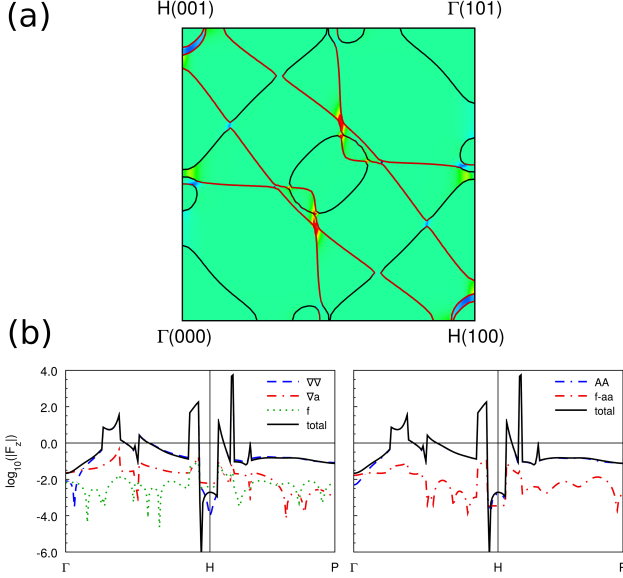 (a)
H(001) Γ(101)
Γ(000) H(100)
(b)
4.0
2.0
0.0
-2.0
-4.0
-6.0
log10(|Fz|)
∇∇
∇a
f
total
Γ H P
AA
f-aa
total
Γ H P